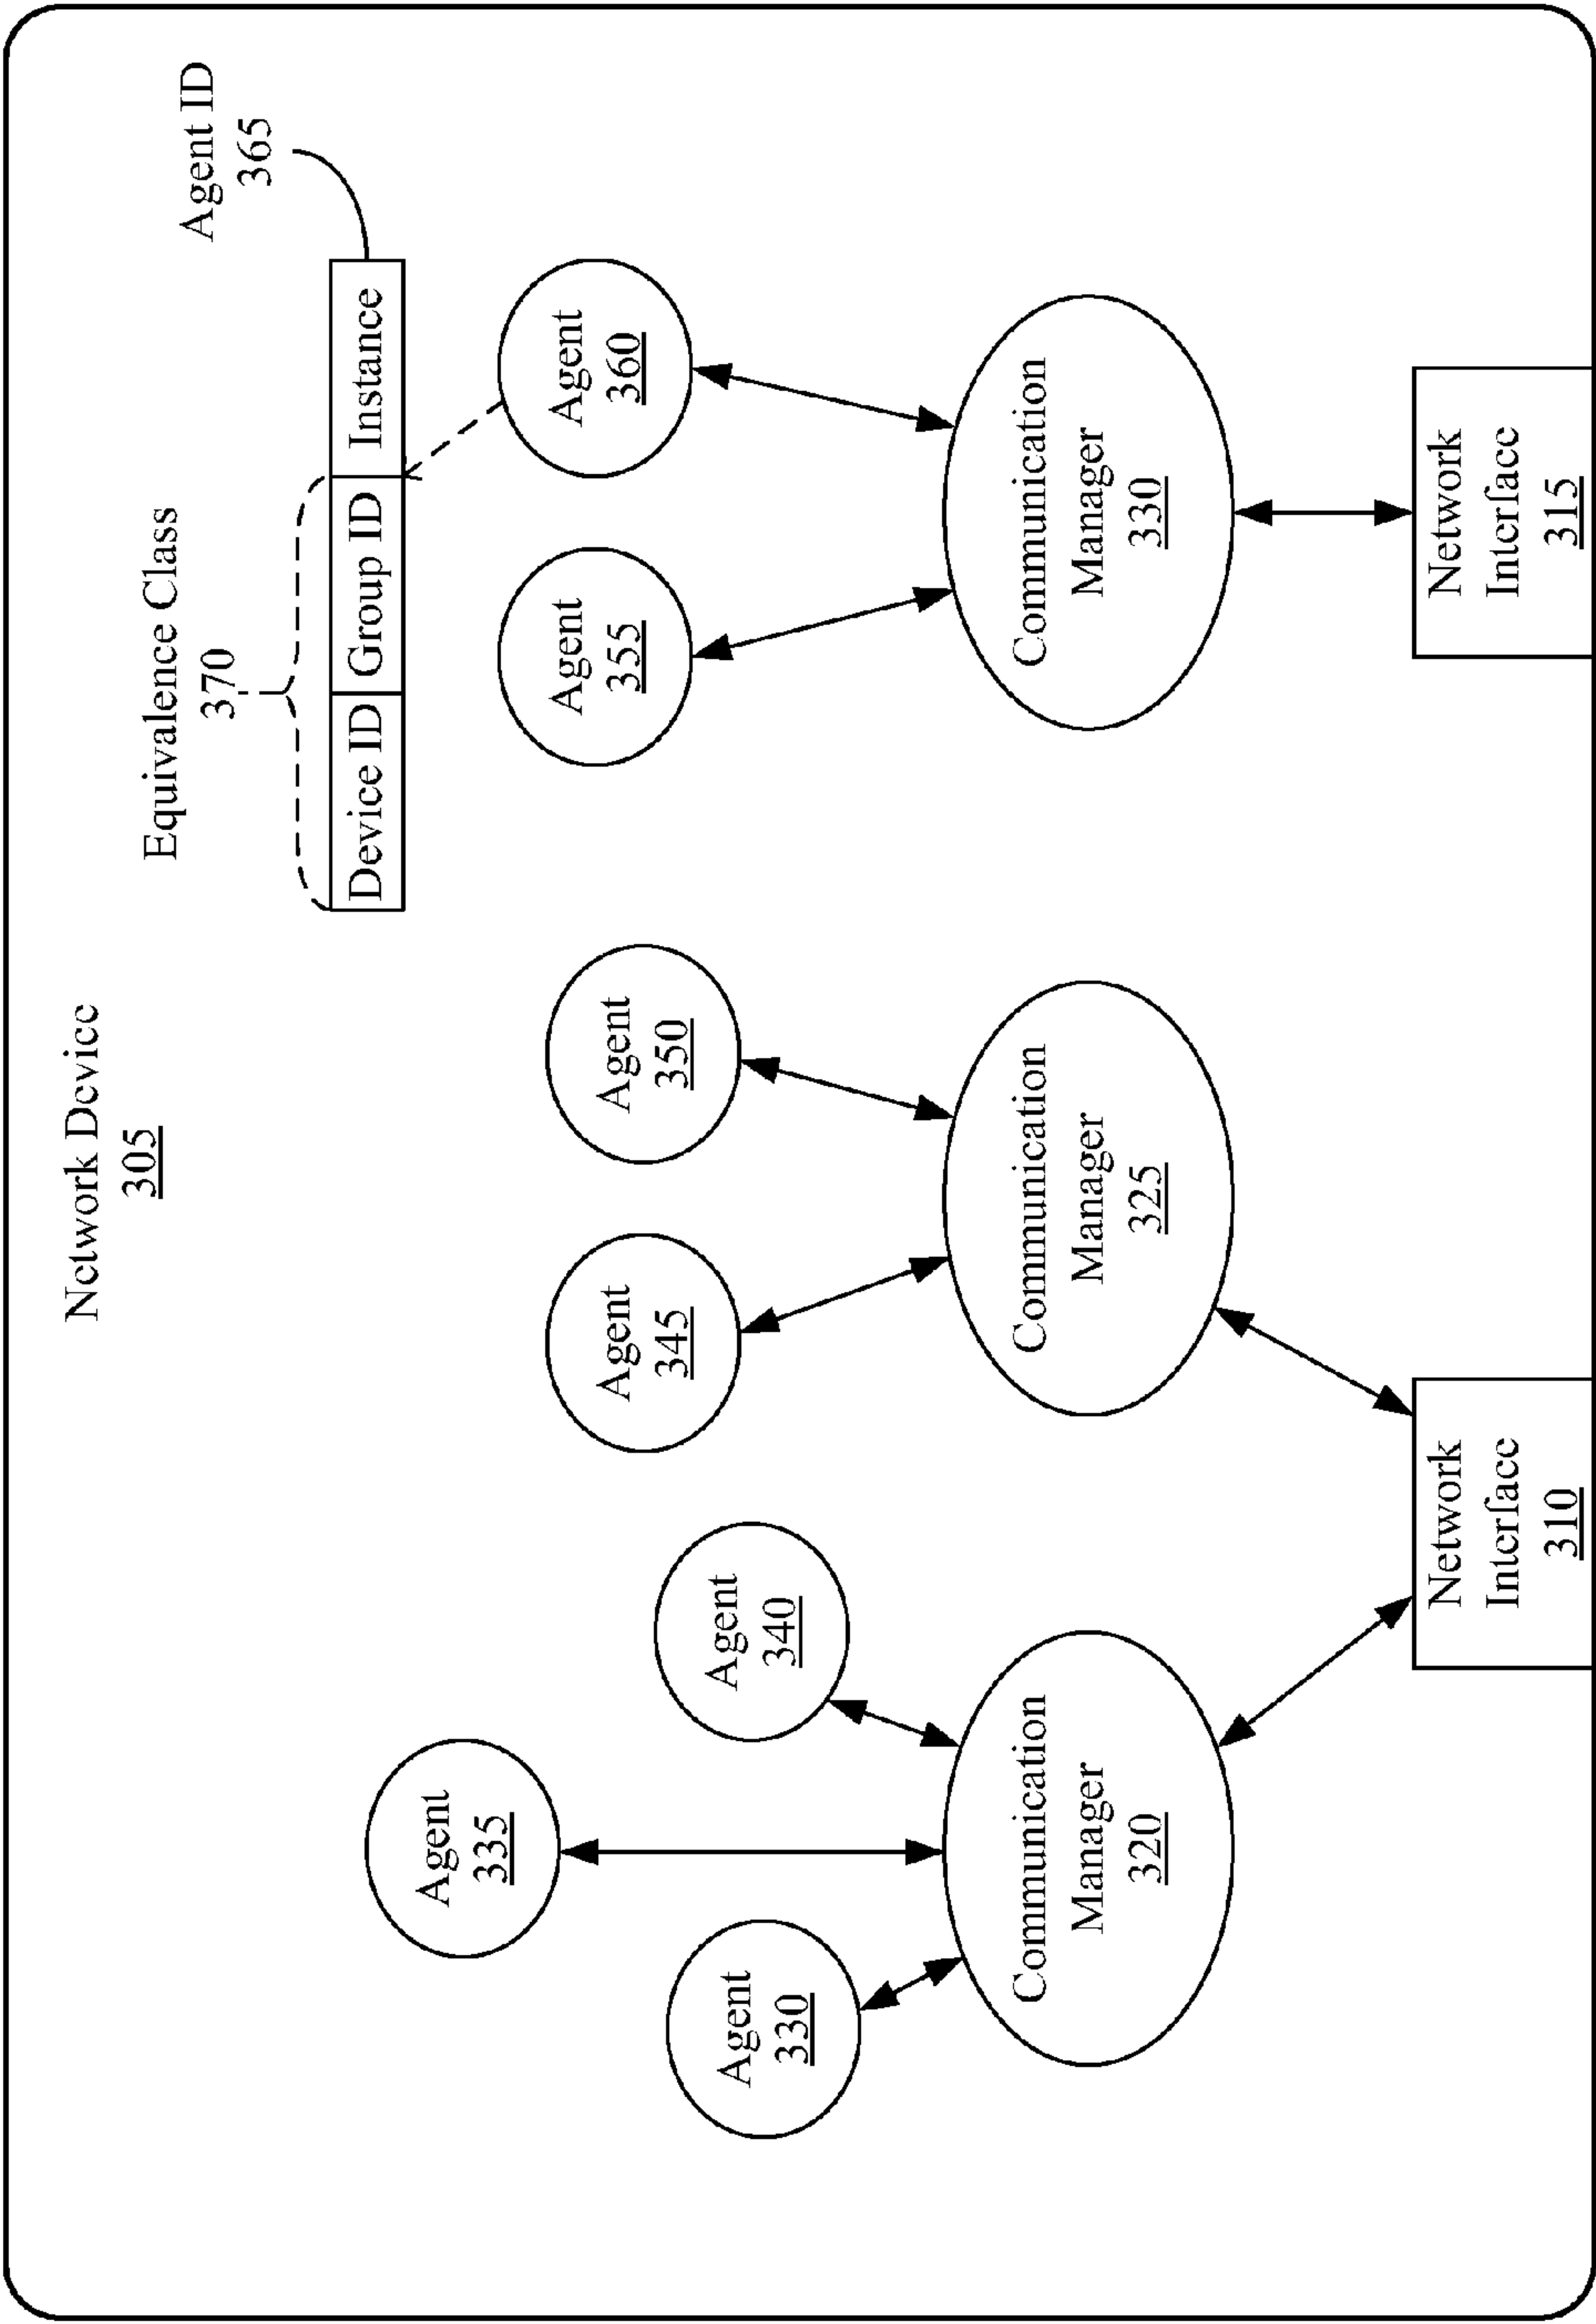 Network Device
305
Equivalence Class
370
Agent ID
365
Device ID
Group ID
Instance
Agent
335
Agent
330
Agent
340
Agent
345
Agent
350
Agent
355
Agent
360
Communication
Manager
320
Communication
Manager
325
Communication
Manager
330
Network
Interface
310
Network
Interface
315